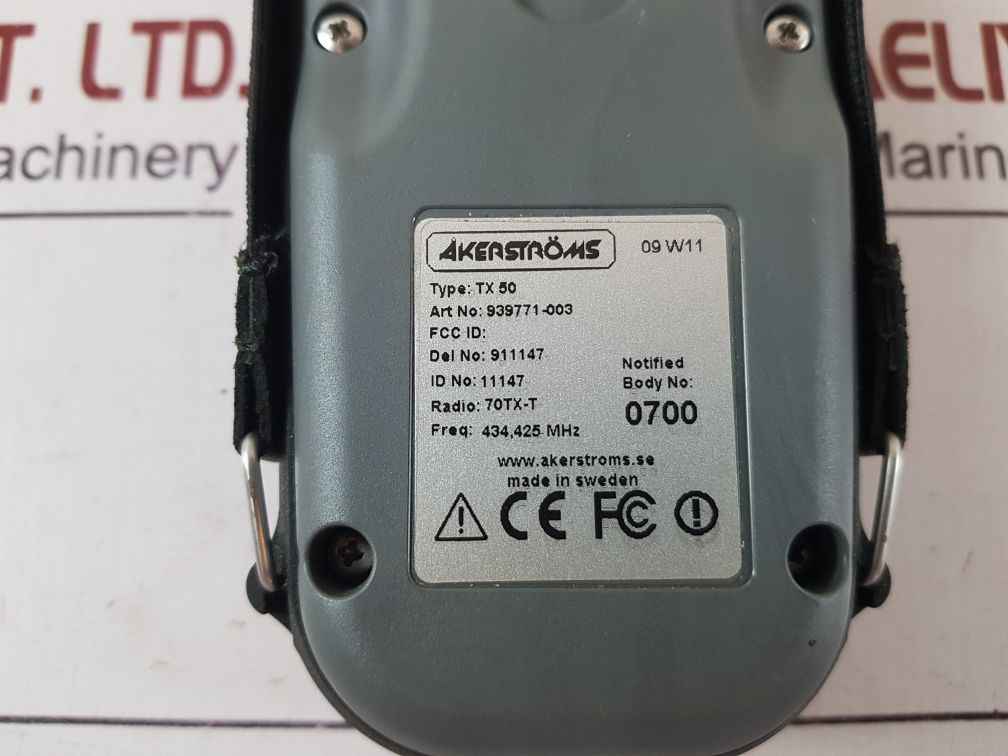 T. LTD.
AELIY
achinery
Marin
ÅKERSTRÖMS
09 W11
Type: TX 50
Art No: 939771-003
FCC ID:
Del No: 911147
ID No: 11147
Radio: 70TX-T
Freq: 434,425 MHz
Notified
Body No:
0700
www.akerstroms.se
made in sweden
CE FC